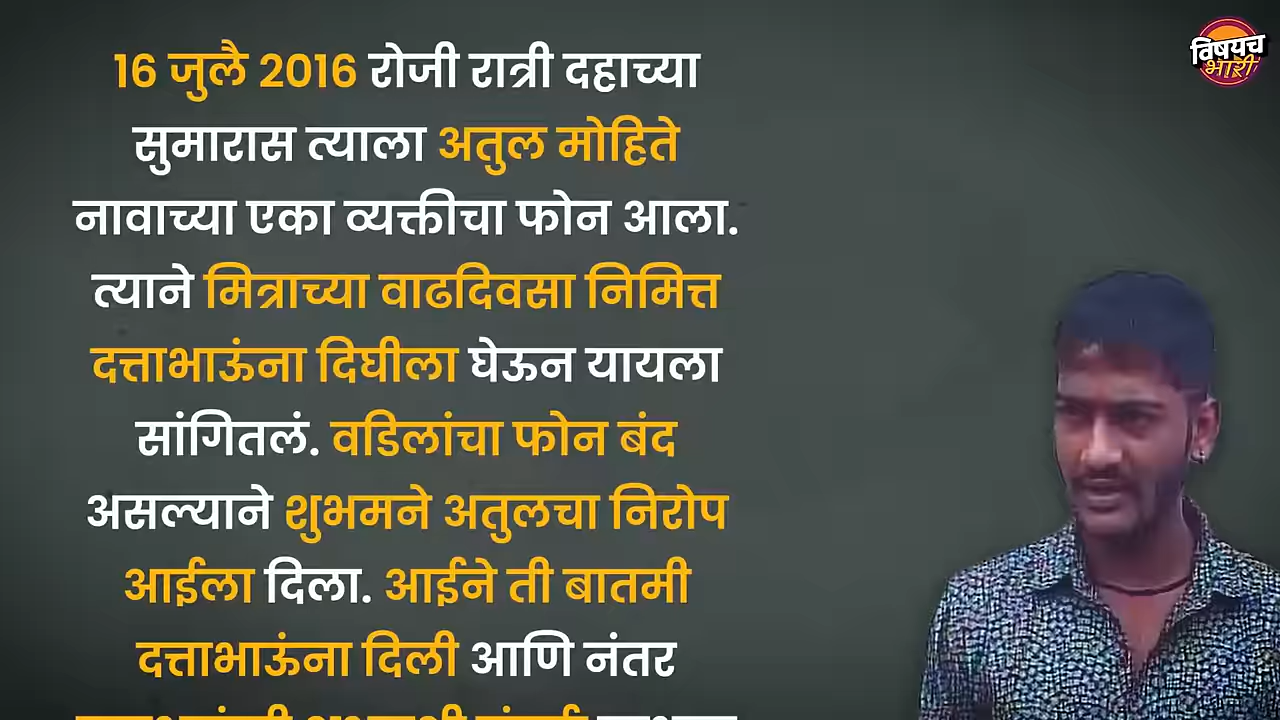 विषयच
भारी
16 जुलै 2016 रोजी रात्री दहाच्या
सुमारास त्याला अतुल मोहिते
नावाच्या एका व्यक्तीचा फोन आला.
त्याने मित्राच्या वाढदिवसा निमित्त
दत्ताभाऊंना दिघीला घेऊन यायला
सांगितलं. वडिलांचा फोन बंद
असल्याने शुभमने अतुलचा निरोप
आईला दिला. आईने ती बातमी
दत्ताभाऊंना दिली आणि नंतर